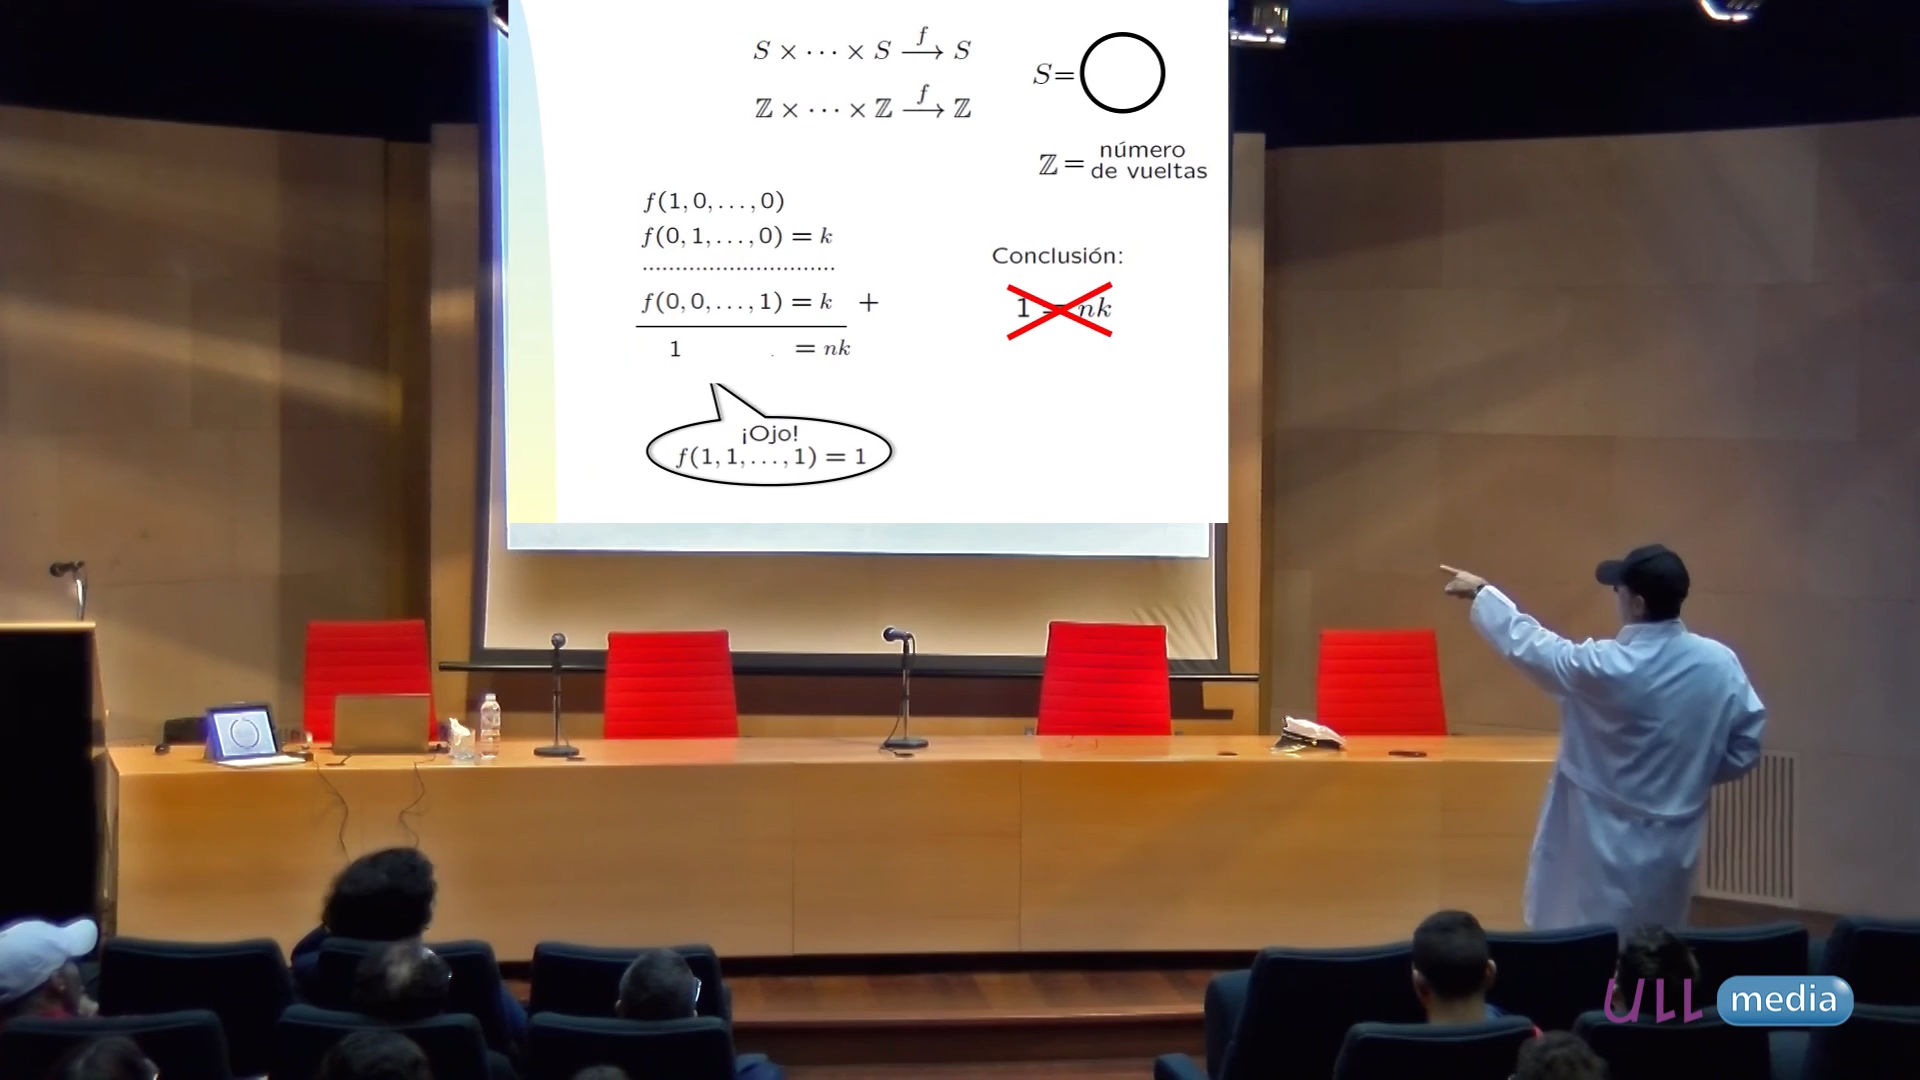 S × ⋯ × S —f→ S
ℤ × ⋯ × ℤ —f→ ℤ
S=
ℤ = número
de vueltas
f(1, 0, …, 0)
f(0, 1, …, 0) = k
..............................
f(0, 0, …, 1) = k +
1 = nk
¡Ojo!
f(1, 1, …, 1) = 1
Conclusión:
1 = nk
ULL media